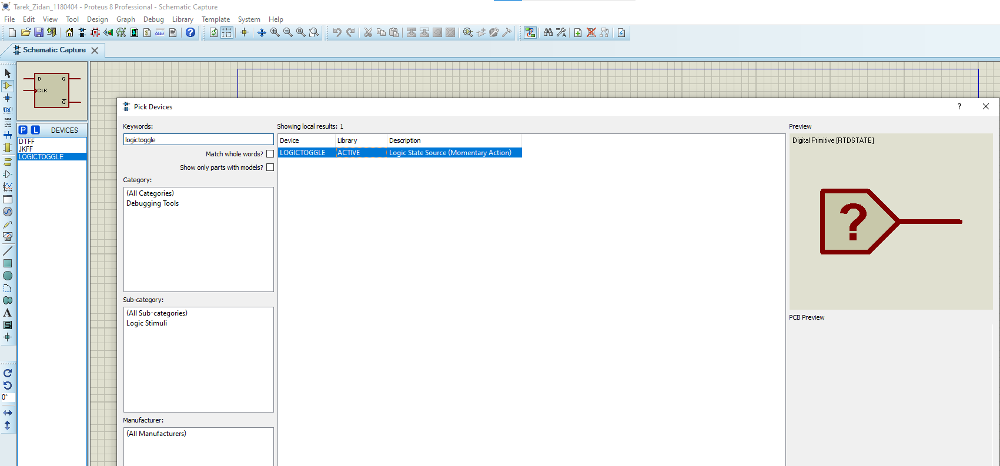 Tarek_Zidan_1180404 - Proteus 8 Professional - Schematic Capture
File Edit View Tool Design Graph Debug Library Template System Help
Schematic Capture
D Q
CLK
Q
P L DEVICES
DTFF
JKFF
LOGICTOGGLE
LBL
A
S
0°
Pick Devices
?
Keywords:
logictoggle
Match whole words?
Show only parts with models?
Category:
(All Categories)
Debugging Tools
Sub-category:
(All Sub-categories)
Logic Stimuli
Manufacturer:
(All Manufacturers)
Showing local results: 1
Device Library Description
LOGICTOGGLE ACTIVE Logic State Source (Momentary Action)
Preview
Digital Primitive [RTDSTATE]
?
PCB Preview